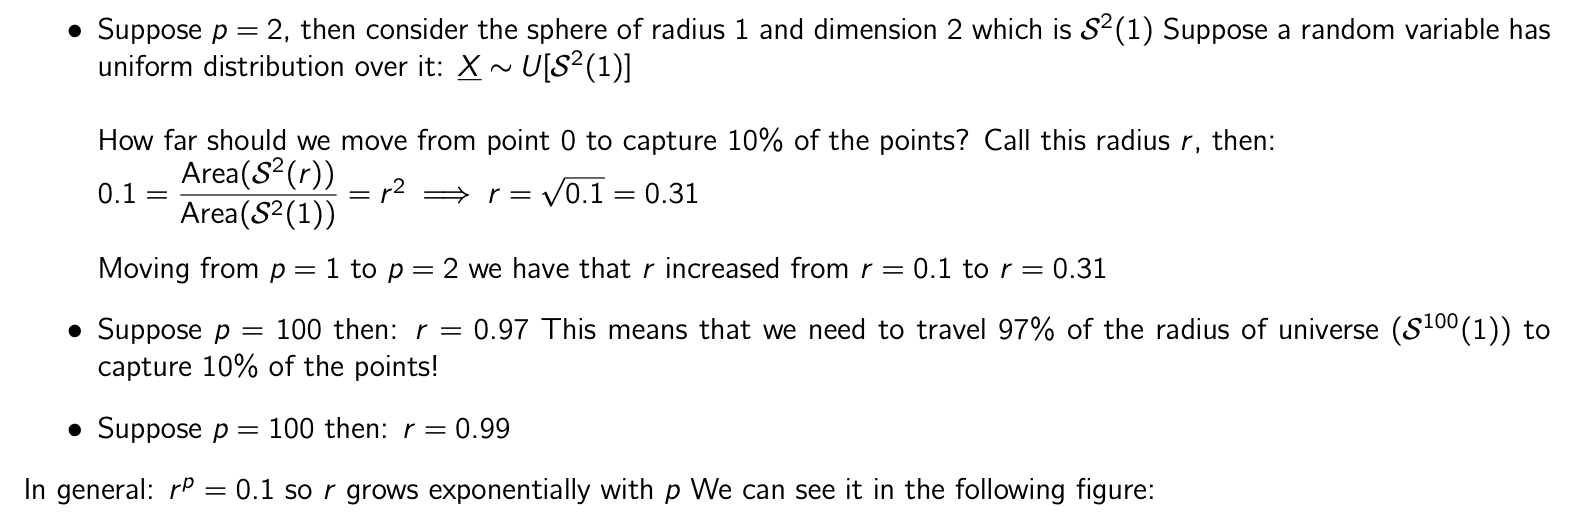 • Suppose p = 2, then consider the sphere of radius 1 and dimension 2 which is 𝒮²(1) Suppose a random variable has
uniform distribution over it: X̲ ∼ U[𝒮²(1)]
How far should we move from point 0 to capture 10% of the points? Call this radius r, then:
0.1 = Area(𝒮²(r)) / Area(𝒮²(1)) = r² ⟹ r = √0.1 = 0.31
Moving from p = 1 to p = 2 we have that r increased from r = 0.1 to r = 0.31
• Suppose p = 100 then: r = 0.97 This means that we need to travel 97% of the radius of universe (𝒮¹⁰⁰(1)) to
capture 10% of the points!
• Suppose p = 100 then: r = 0.99
In general: rᵖ = 0.1 so r grows exponentially with p We can see it in the following figure: